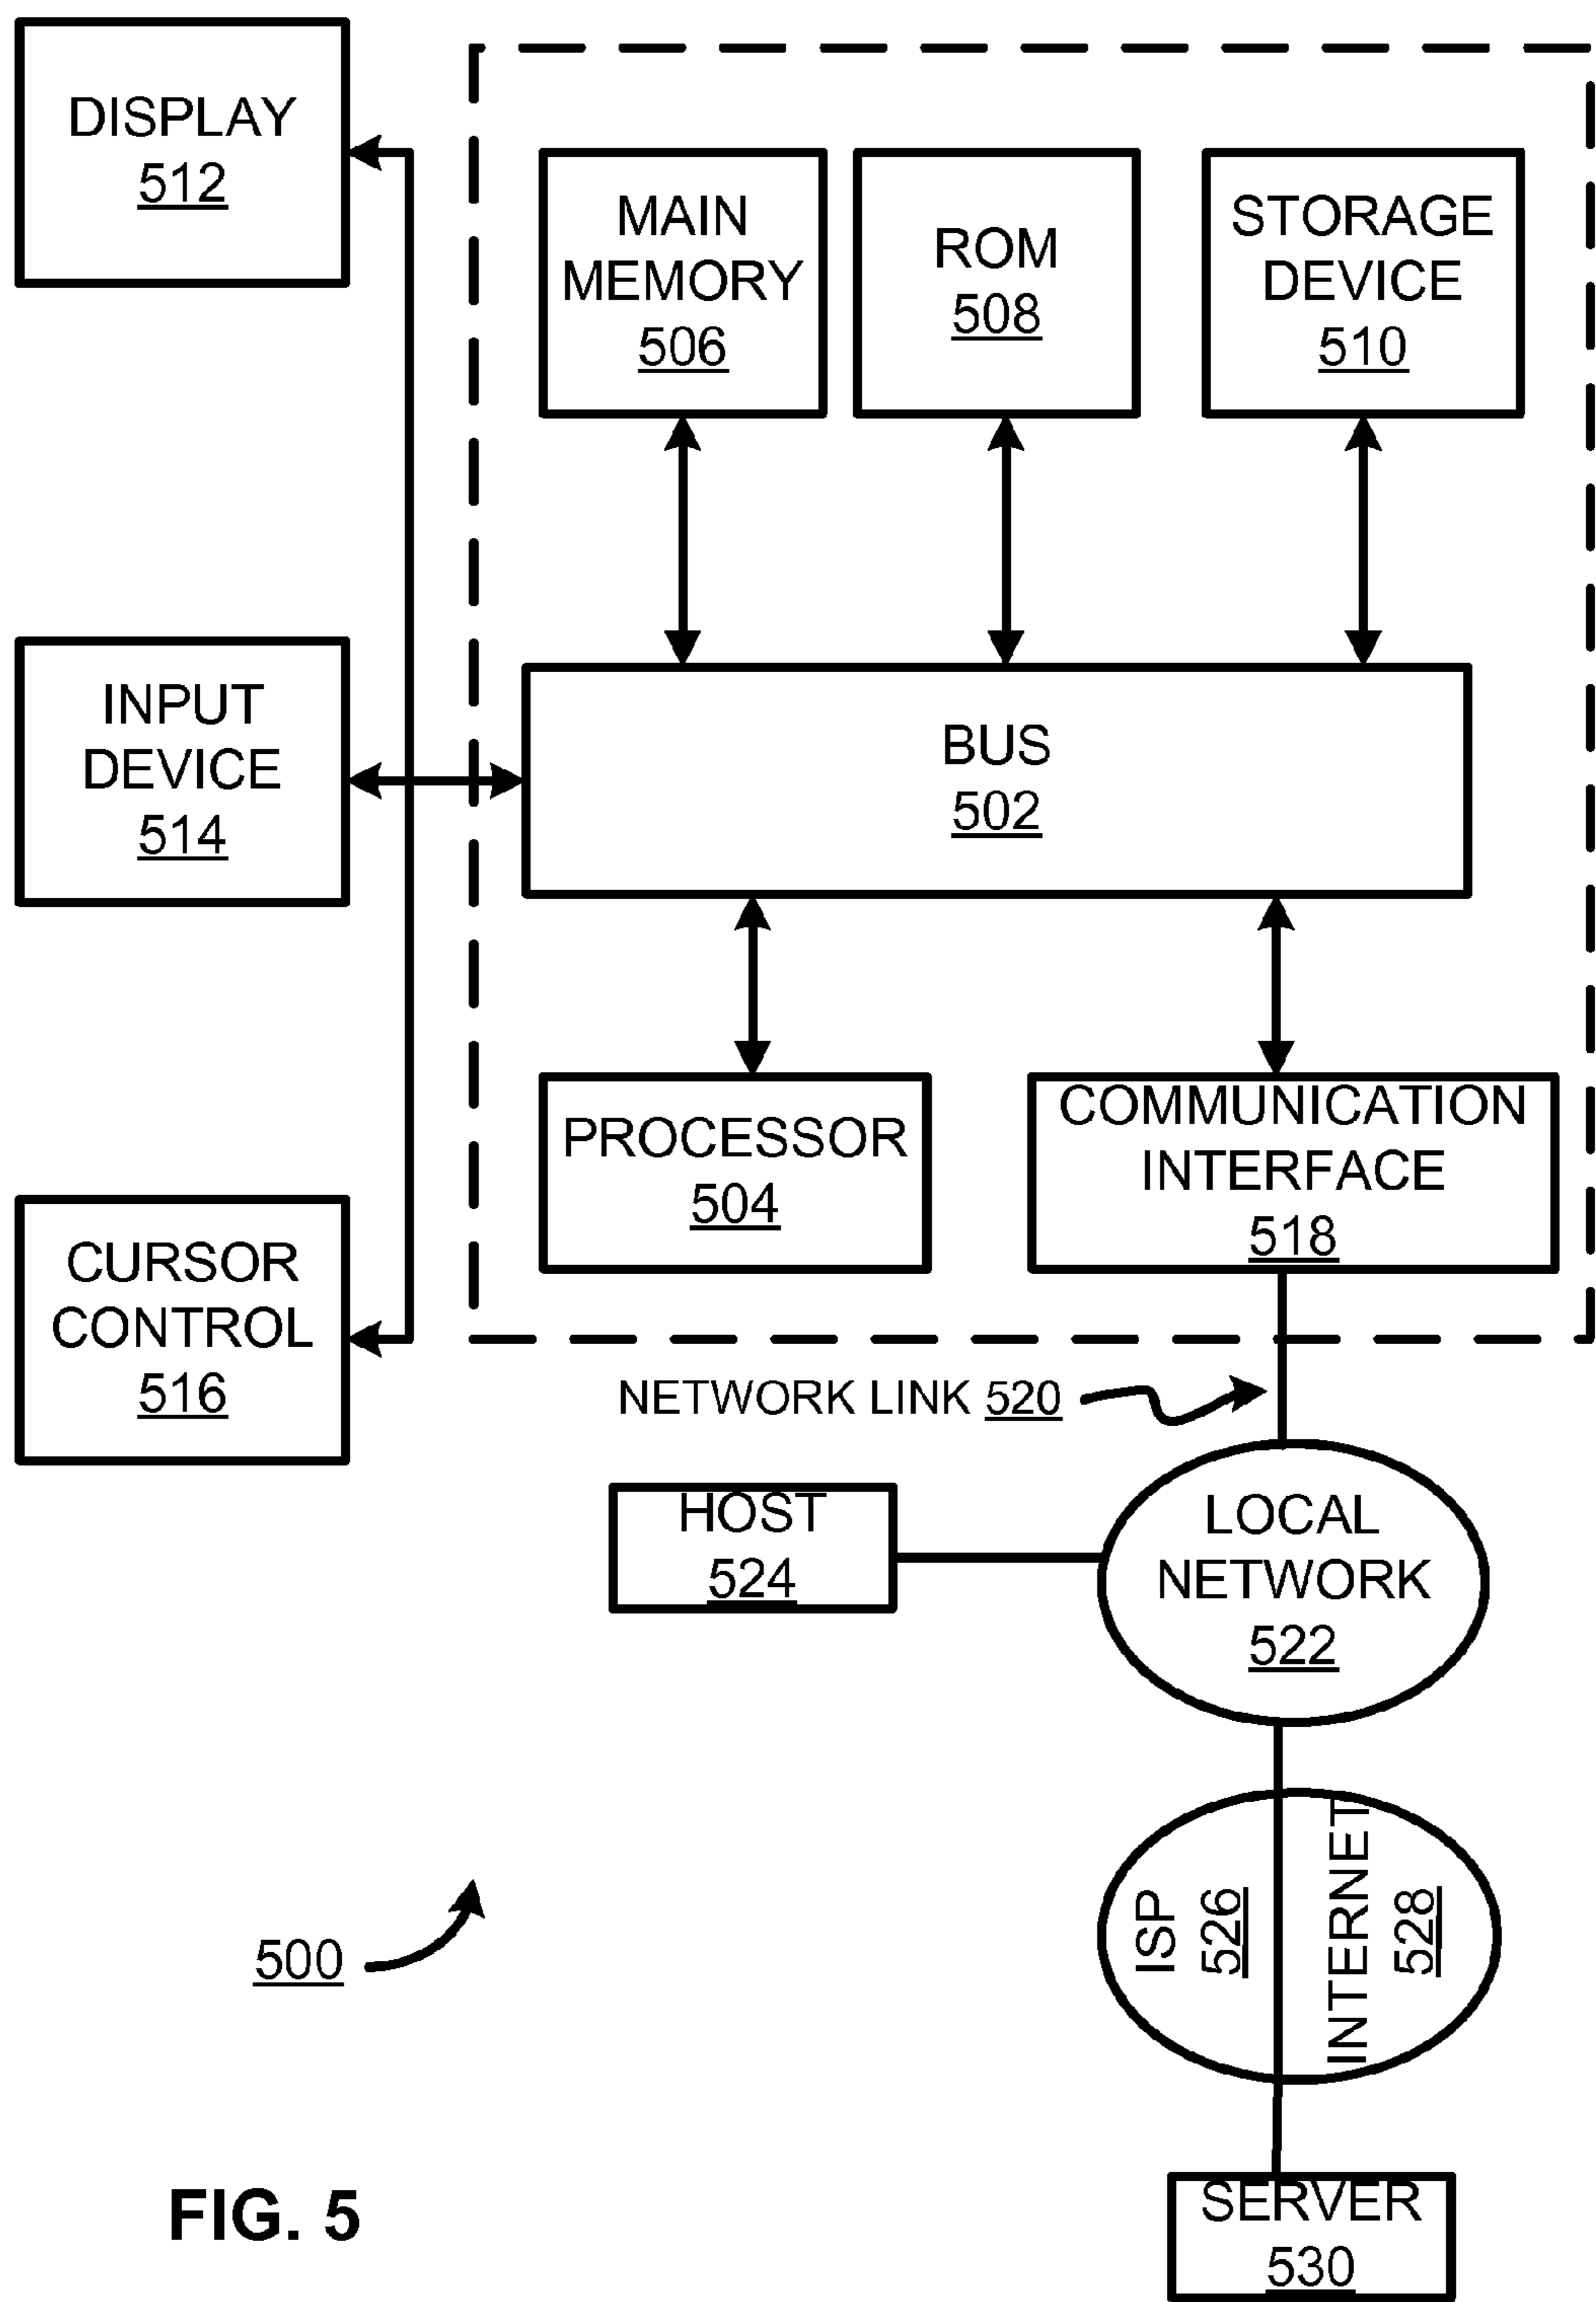 DISPLAY
512
MAIN
MEMORY
506
ROM
508
STORAGE
DEVICE
510
INPUT
DEVICE
514
BUS
502
PROCESSOR
504
COMMUNICATION
INTERFACE
518
CURSOR
CONTROL
516
NETWORK LINK 520
HOST
524
LOCAL
NETWORK
522
ISP
526
INTERNET
528
500
SERVER
530
FIG. 5